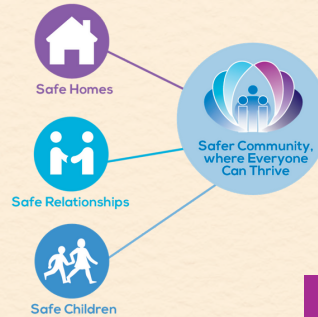 Safe Homes
Safer Community,
where Everyone
Can Thrive
Safe Relationships
Safe Children